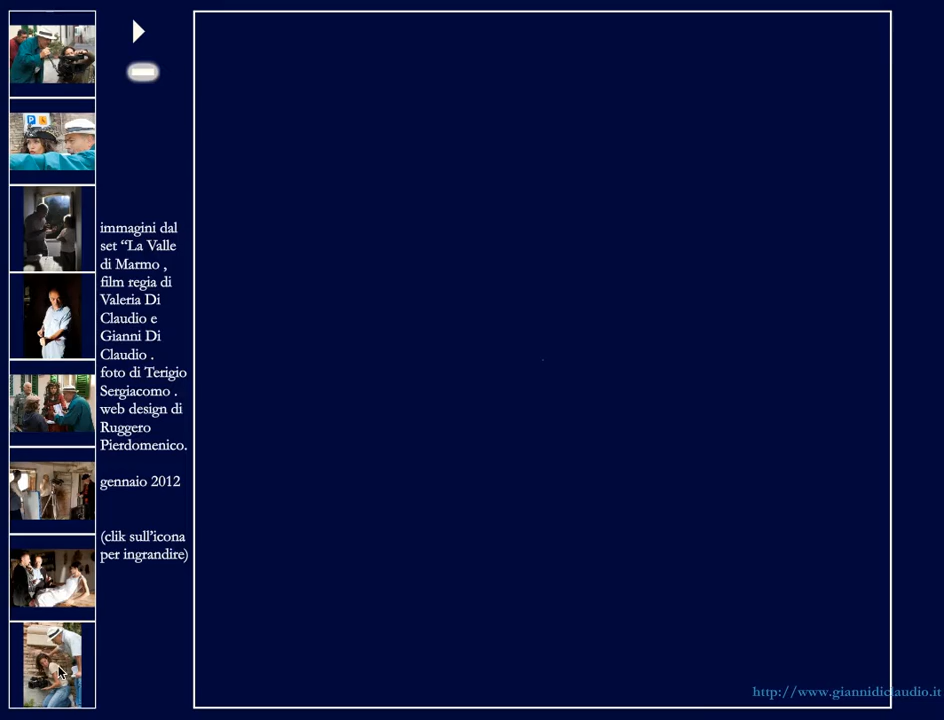 immagini dal
set “La Valle
di Marmo ,
film regia di
Valeria Di
Claudio e
Gianni Di
Claudio .
foto di Terigio
Sergiacomo .
web design di
Ruggero
Pierdomenico.
gennaio 2012
(clik sull’icona
per ingrandire)
P
http://www.giannidiclaudio.it